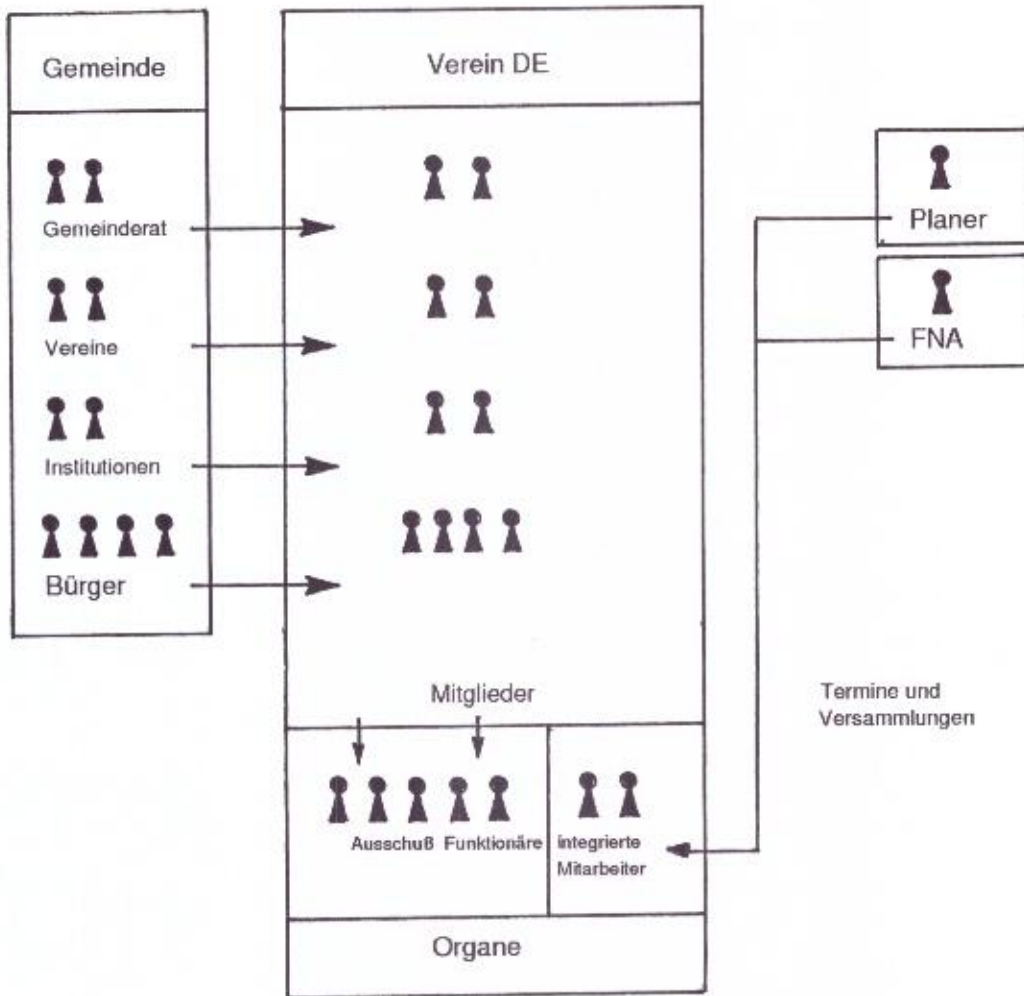 Gemeinde
Gemeinderat
Vereine
Institutionen
Bürger
Verein DE
Mitglieder
Ausschuß Funktionäre
integrierte
Mitarbeiter
Organe
Planer
FNA
Termine und
Versammlungen